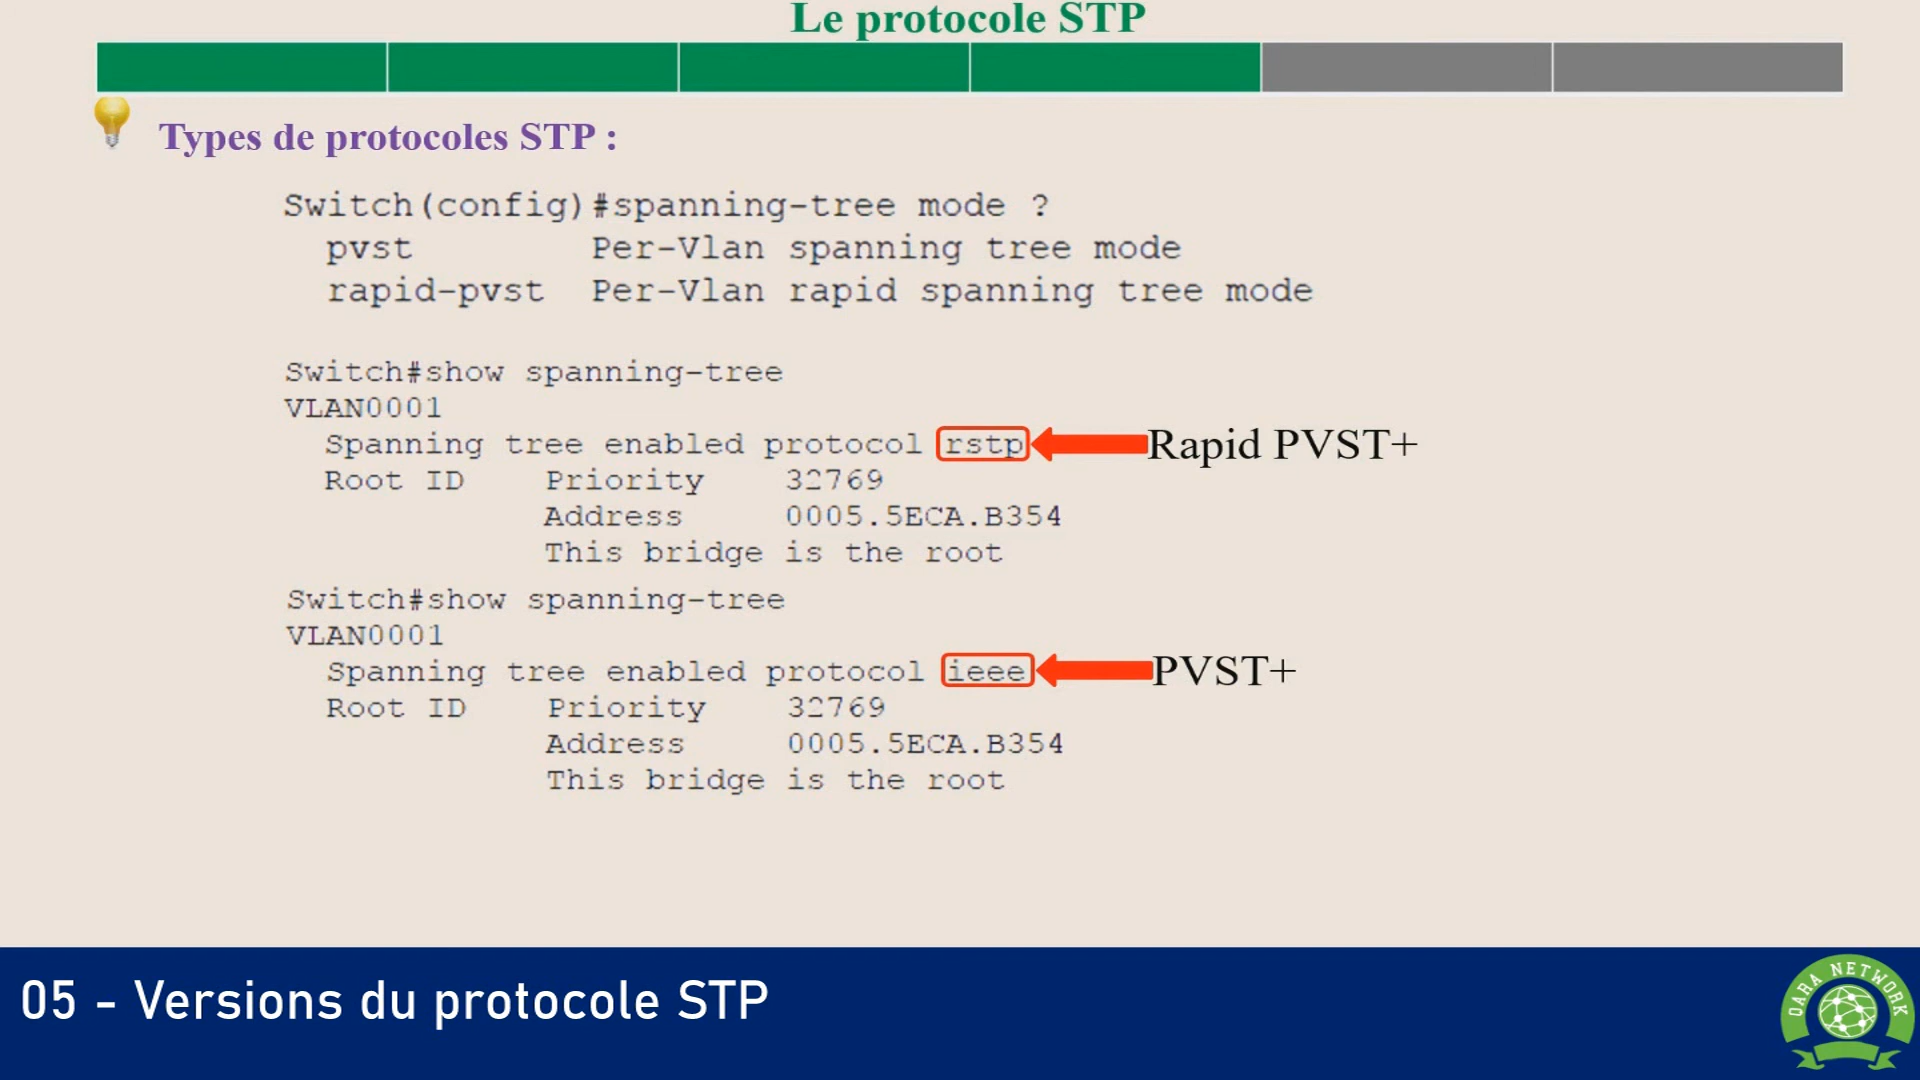 Le protocole STP
Types de protocoles STP :
Switch(config)#spanning-tree mode ?
pvst Per-Vlan spanning tree mode
rapid-pvst Per-Vlan rapid spanning tree mode
Switch#show spanning-tree
VLAN0001
Spanning tree enabled protocol rstp Rapid PVST+
Root ID Priority 32769
Address 0005.5ECA.B354
This bridge is the root
Switch#show spanning-tree
VLAN0001
Spanning tree enabled protocol ieee PVST+
Root ID Priority 32769
Address 0005.5ECA.B354
This bridge is the root
05 - Versions du protocole STP
QARA NETWORK